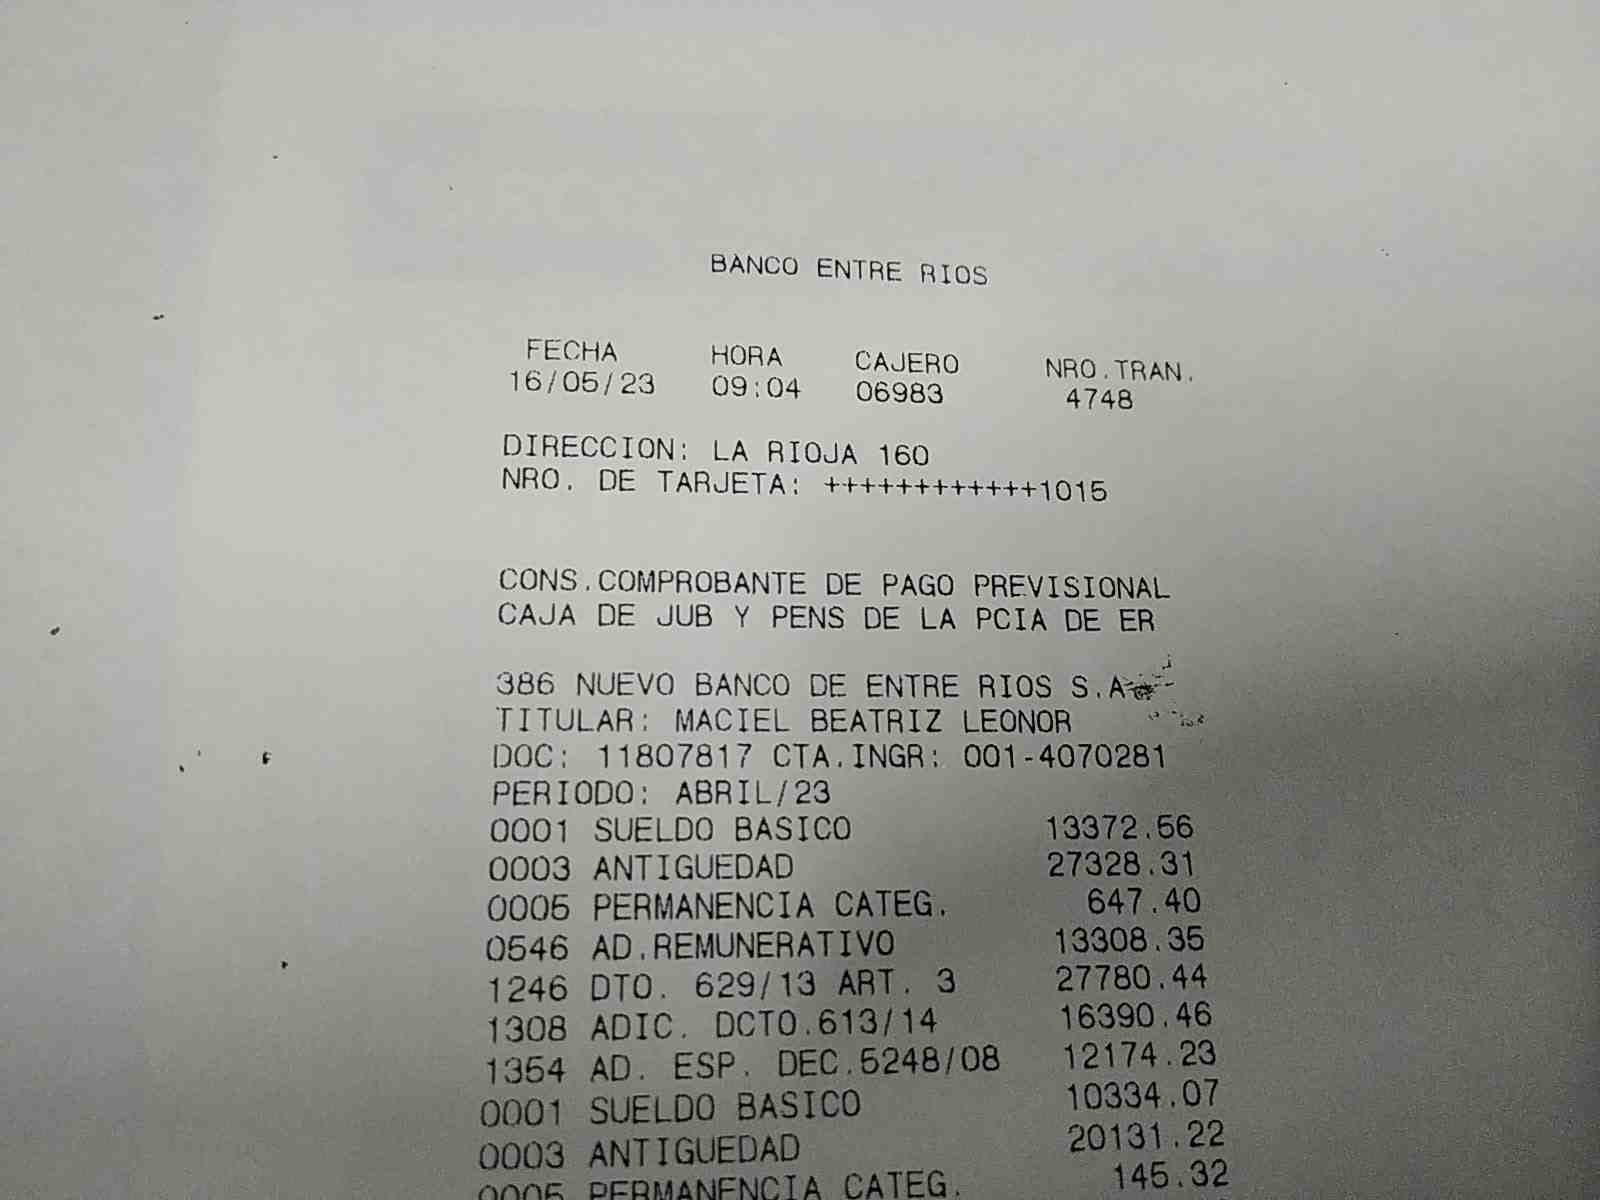 BANCO ENTRE RIOS
FECHA HORA CAJERO NRO.TRAN.
16/05/23 09:04 06983 4748
DIRECCION: LA RIOJA 160
NRO. DE TARJETA: ++++++++++++1015
CONS.COMPROBANTE DE PAGO PREVISIONAL
CAJA DE JUB Y PENS DE LA PCIA DE ER
386 NUEVO BANCO DE ENTRE RIOS S.A
TITULAR: MACIEL BEATRIZ LEONOR
DOC: 11807817 CTA.INGR: 001-4070281
PERIODO: ABRIL/23
0001 SUELDO BASICO 13372.56
0003 ANTIGUEDAD 27328.31
0005 PERMANENCIA CATEG. 647.40
0546 AD.REMUNERATIVO 13308.35
1246 DTO. 629/13 ART. 3 27780.44
1308 ADIC. DCTO.613/14 16390.46
1354 AD. ESP. DEC.5248/08 12174.23
0001 SUELDO BASICO 10334.07
0003 ANTIGUEDAD 20131.22
0005 PERMANENCIA CATEG. 145.32